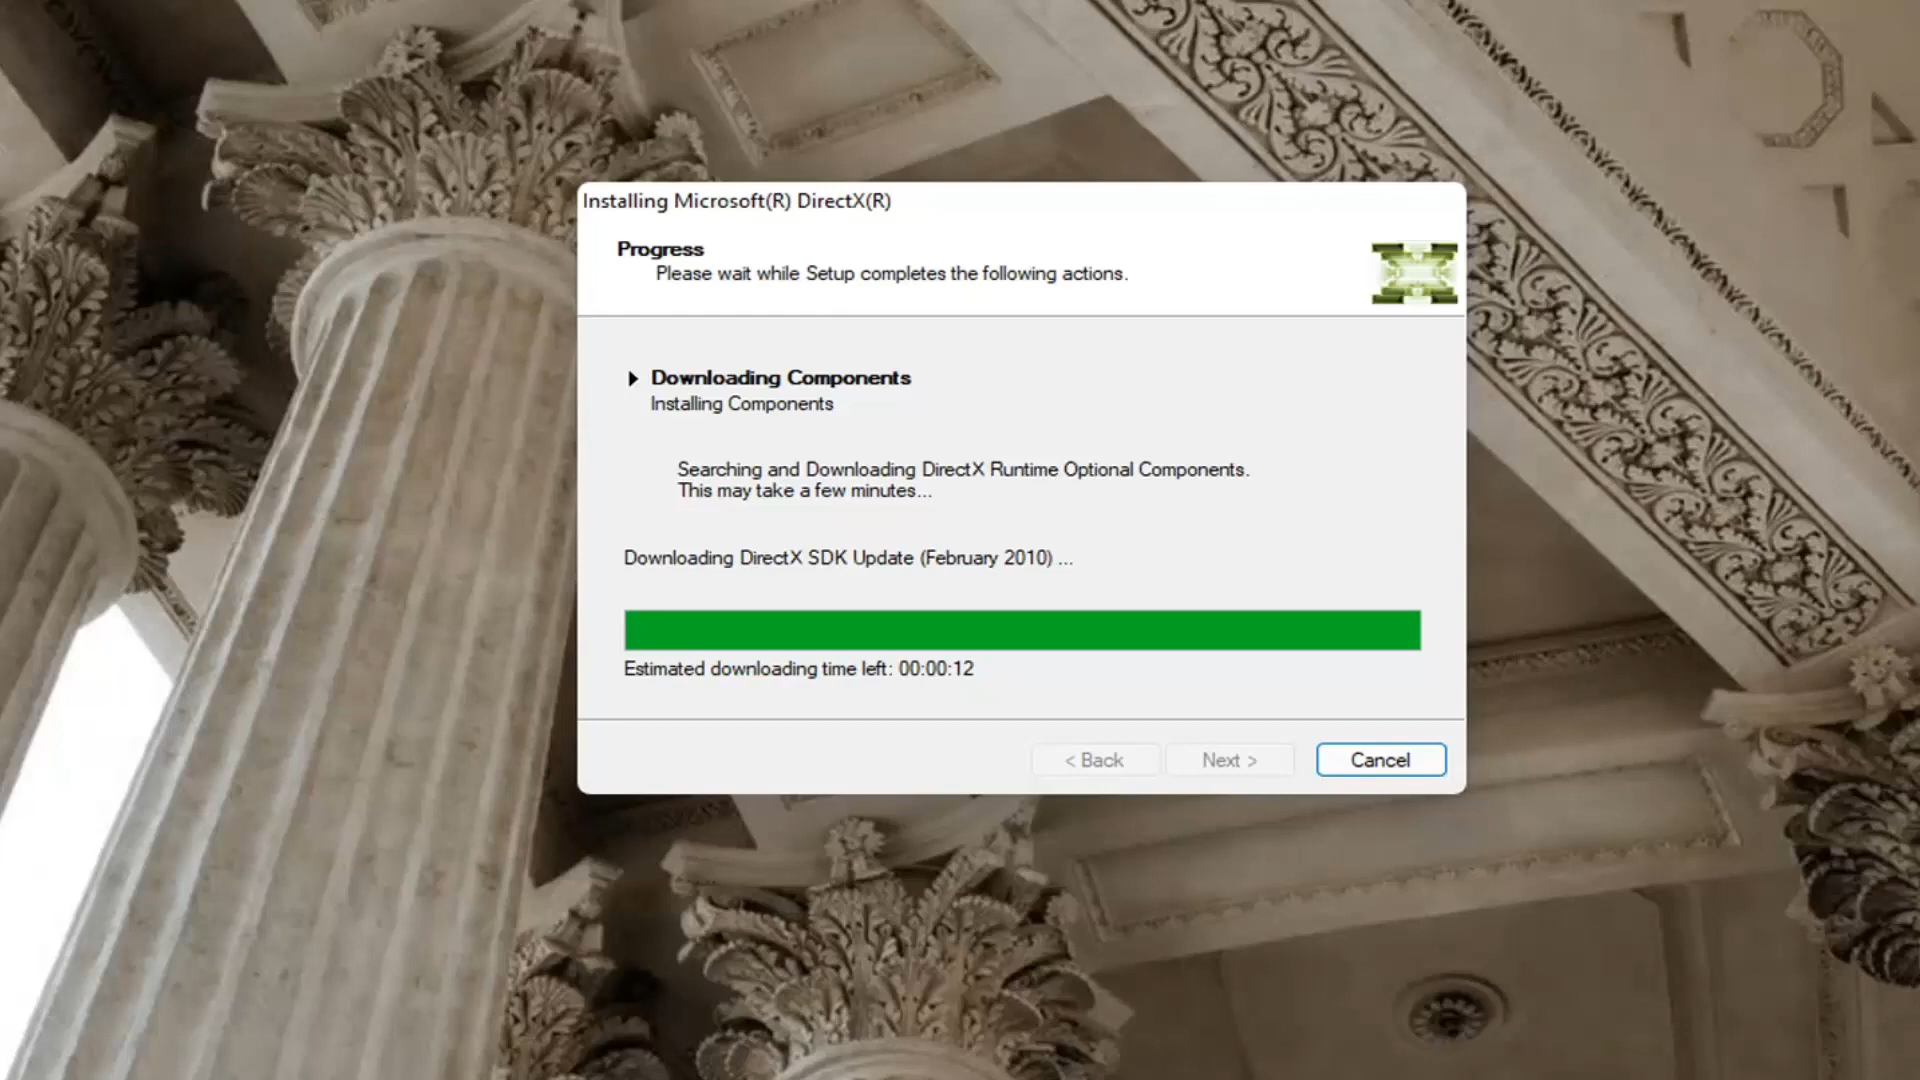 Installing Microsoft(R) DirectX(R)
Progress
Please wait while Setup completes the following actions.
Downloading Components
Installing Components
Searching and Downloading DirectX Runtime Optional Components.
This may take a few minutes...
Downloading DirectX SDK Update (February 2010) ...
Estimated downloading time left: 00:00:12
< Back
Next >
Cancel